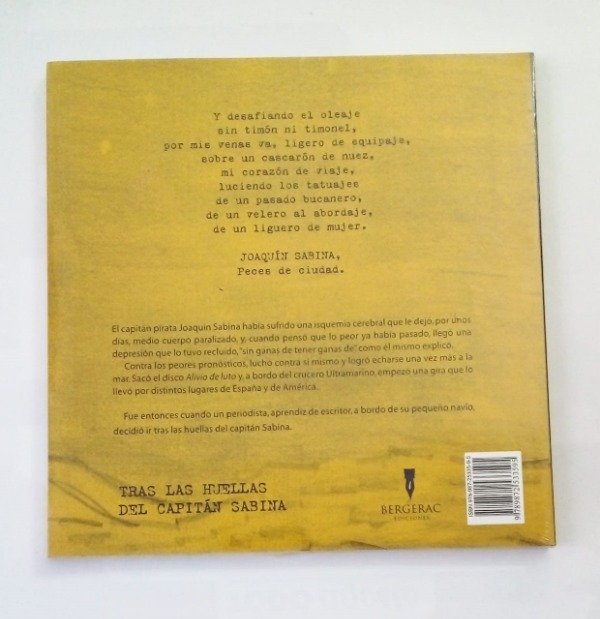 Y desafiando el oleaje
sin timón ni timonel,
por mis venas va, ligero de equipaje,
sobre un cascarón de nuez,
mi corazón de viaje,
luciendo los tatuajes
de un pasado bucanero,
de un velero al abordaje,
de un liguero de mujer.
JOAQUÍN SABINA,
Peces de ciudad.
El capitán pirata Joaquín Sabina había sufrido una isquemia cerebral que le dejó, por unos
días, medio cuerpo paralizado, y, cuando pensó que lo peor ya había pasado, llegó una
depresión que lo tuvo recluido, "sin ganas de tener ganas de", como él mismo explicó.
Contra los peores pronósticos, luchó contra sí mismo y logró echarse una vez más a la
mar. Sacó el disco Alivio de luto y, a bordo del crucero Ultramarino, empezó una gira que lo
llevó por distintos lugares de España y de América.
Fue entonces cuando un periodista, aprendiz de escritor, a bordo de su pequeño navío,
decidió ir tras las huellas del capitán Sabina.
TRAS LAS HUELLAS
DEL CAPITÁN SABINA
BERGERAC
EDICIONES